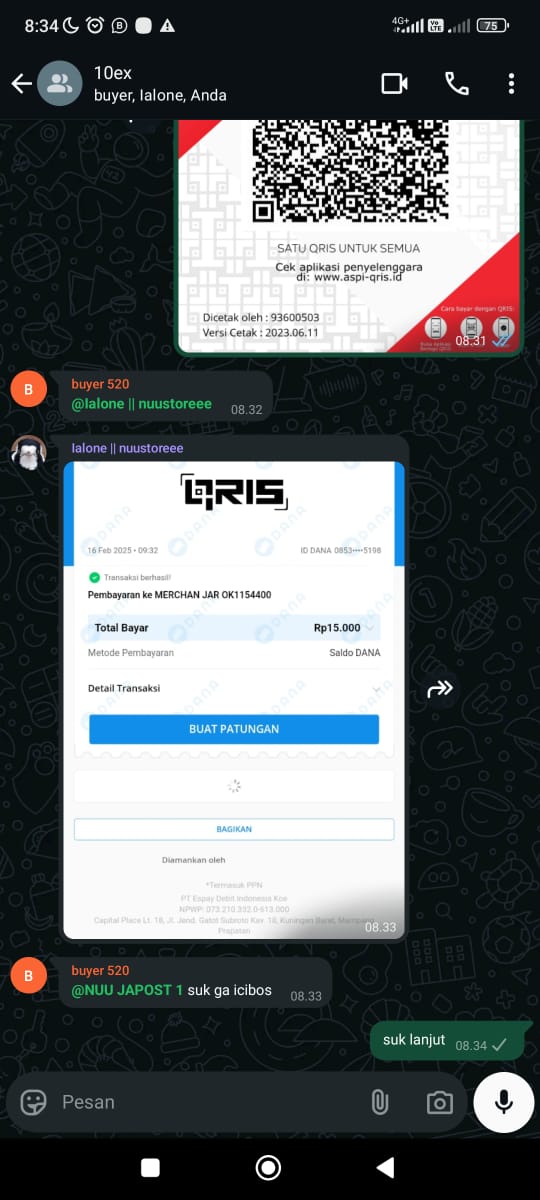 8:34
4G+
Vo
LTE
75
10ex
buyer, lalone, Anda
SATU QRIS UNTUK SEMUA
Cek aplikasi penyelenggara
di: www.aspi-qris.id
Cara bayar dengan QRIS:
Dicetak oleh : 93600503
Versi Cetak : 2023.06.11
08.31
B
buyer 520
@lalone || nuustoreee
08.32
lalone || nuustoreee
QRIS
16 Feb 2025 • 09:32
ID DANA 0853••••5198
Transaksi berhasil!
Pembayaran ke MERCHAN JAR OK1154400
Total Bayar
Rp15.000
Metode Pembayaran
Saldo DANA
Detail Transaksi
BUAT PATUNGAN
BAGIKAN
Diamankan oleh
*Termasuk PPN
PT Espay Debit Indonesia Koe
NPWP: 073.210.332.0-613.000
Capital Place Lt. 18, Jl. Jend. Gatot Subroto Kav. 18, Kuningan Barat, Mampang
Prapatan
08.33
B
buyer 520
@NUU JAPOST 1 suk ga icibos
08.33
suk lanjut
08.34
Pesan